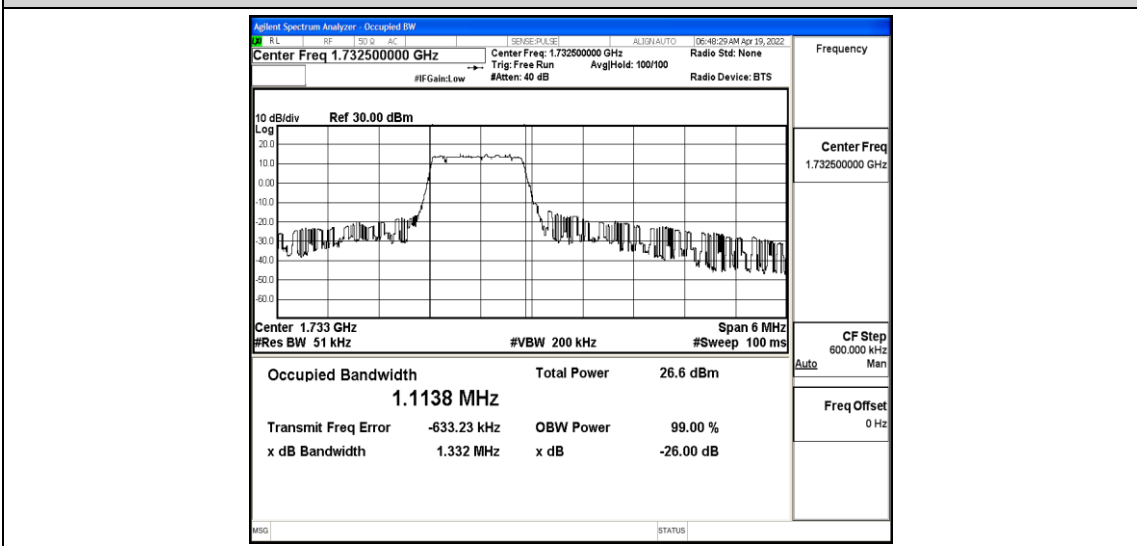 Agilent Spectrum Analyzer - Occupied BW
RL RF 50 Ω AC SENSE:PULSE ALIGN AUTO 06:48:29 AM Apr 19, 2022
Center Freq 1.732500000 GHz Center Freq: 1.732500000 GHz Radio Std: None Frequency
Trig: Free Run Avg|Hold: 100/100
#IFGain:Low #Atten: 40 dB Radio Device: BTS
10 dB/div Ref 30.00 dBm
Log
20.0
10.0
0.00
-10.0
-20.0
-30.0
-40.0
-50.0
-60.0
Center 1.733 GHz Span 6 MHz
#Res BW 51 kHz #VBW 200 kHz #Sweep 100 ms
Occupied Bandwidth Total Power 26.6 dBm
1.1138 MHz
Transmit Freq Error -633.23 kHz OBW Power 99.00 %
x dB Bandwidth 1.332 MHz x dB -26.00 dB
Center Freq
1.732500000 GHz
CF Step
600.000 kHz
Auto Man
Freq Offset
0 Hz
MSG STATUS